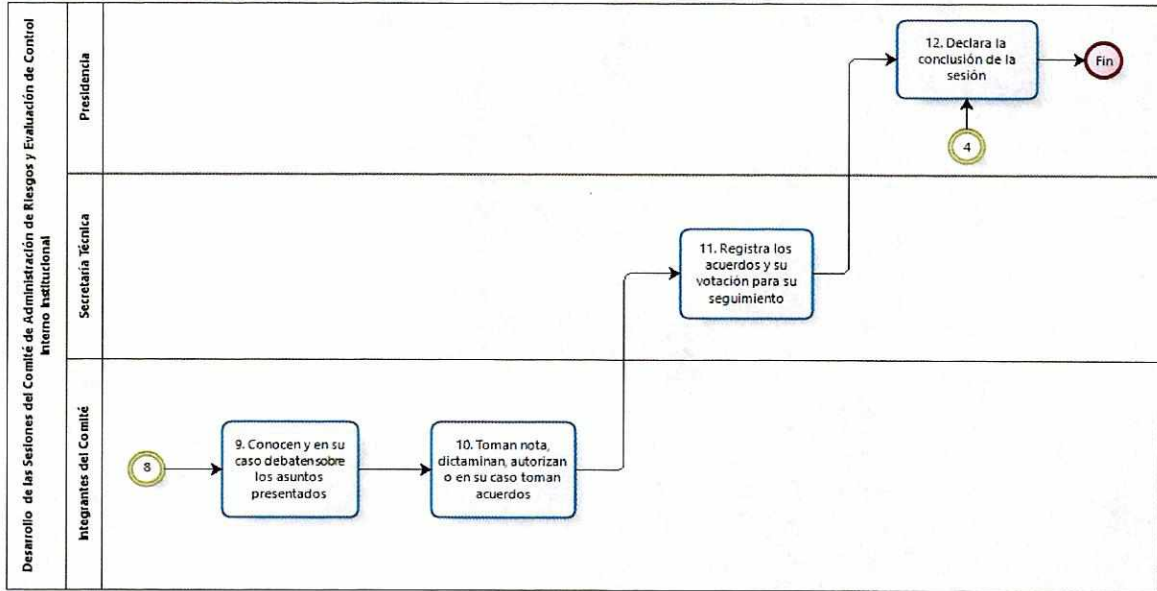 Desarrollo de las Sesiones del Comité de Administración de Riesgos y Evaluación de Control
Interno Institucional
Presidencia
12. Declara la
conclusión de la
sesión
Fin
4
Secretaría Técnica
11. Registra los
acuerdos y su
votación para su
seguimiento
Integrantes del Comité
8
9. Conocen y en su
caso debaten sobre
los asuntos
presentados
10. Toman nota,
dictaminan, autorizan
o en su caso toman
acuerdos